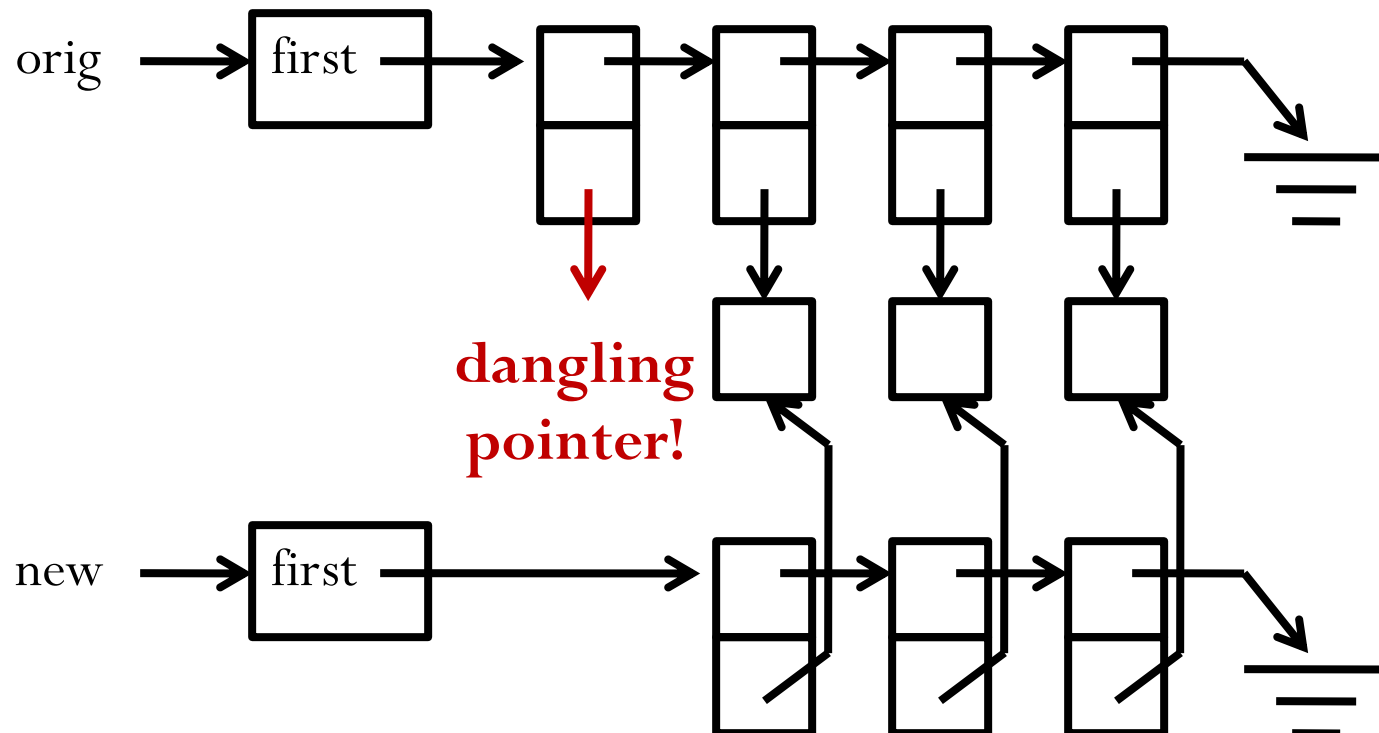 orig
first
dangling
pointer!
new
first